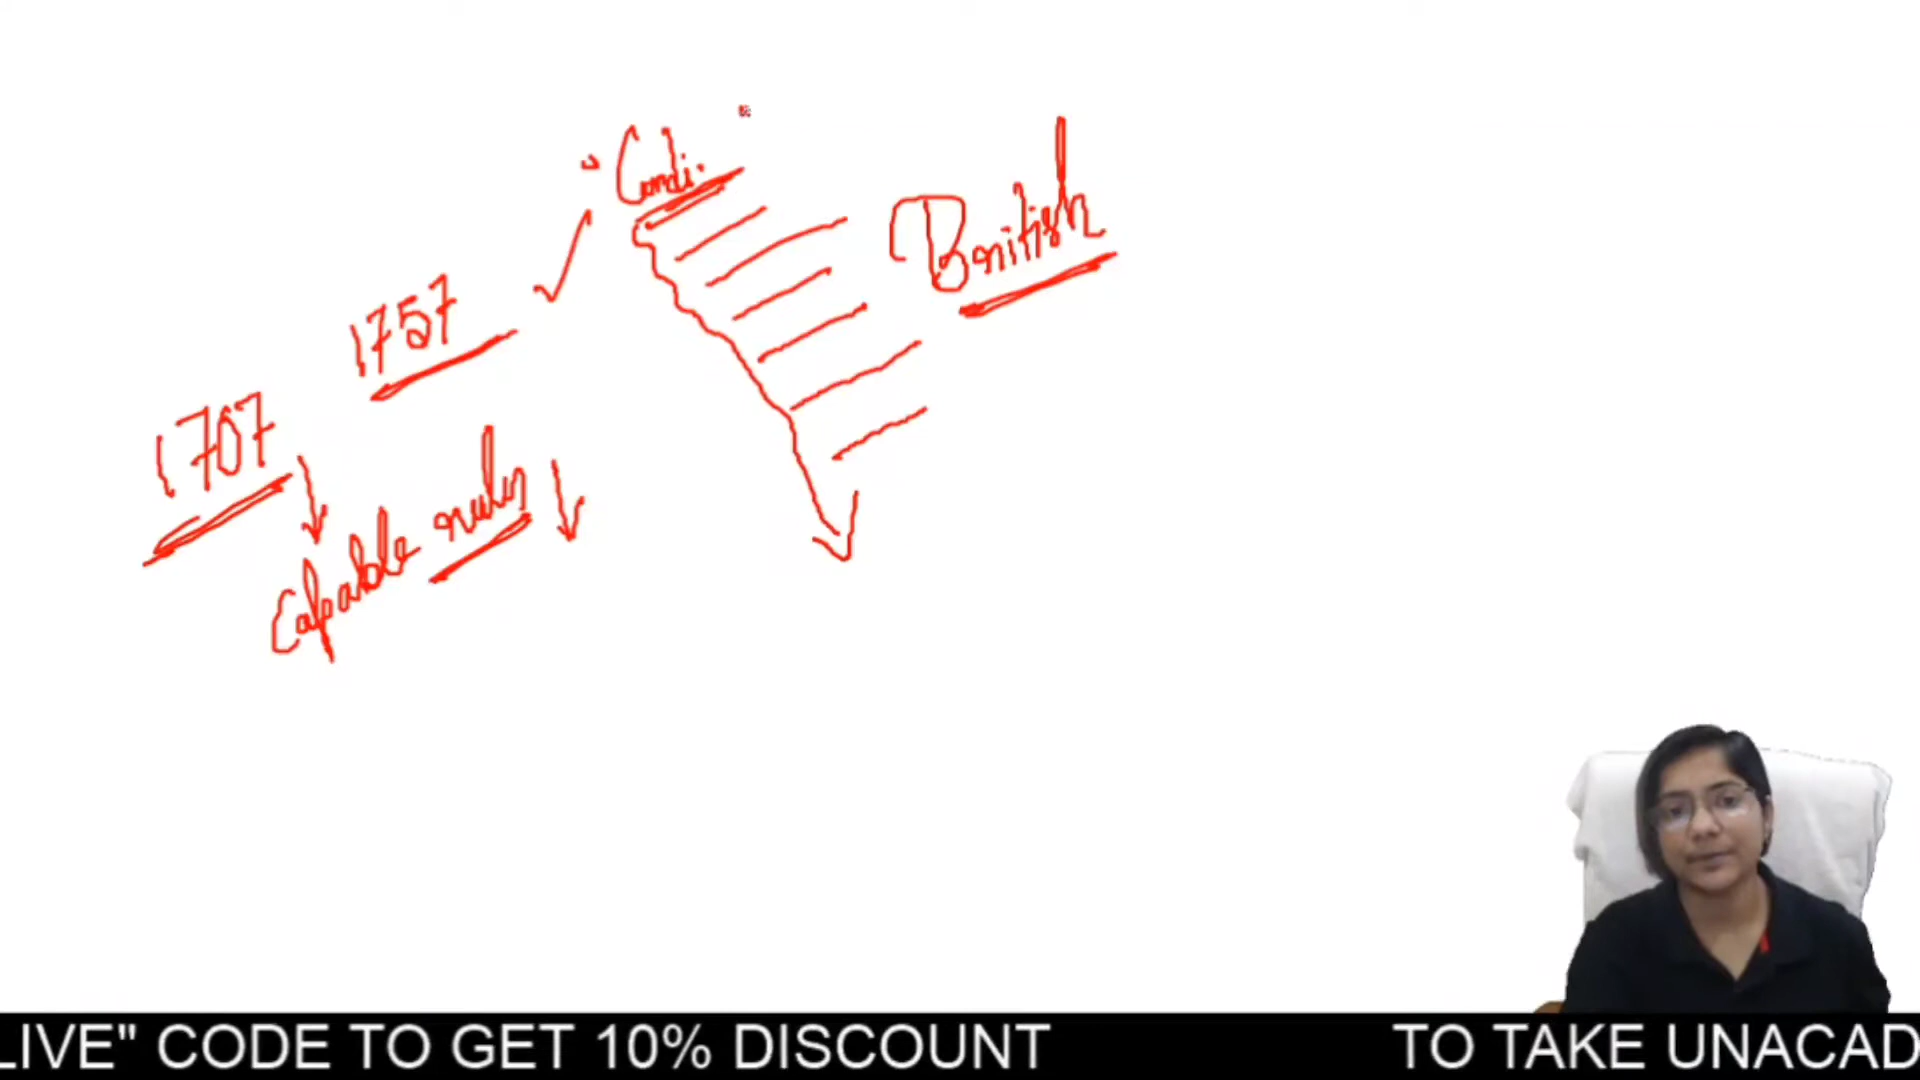 Condi.
British
1757
1707
Capable rulers
LIVE" CODE TO GET 10% DISCOUNT TO TAKE UNACAD